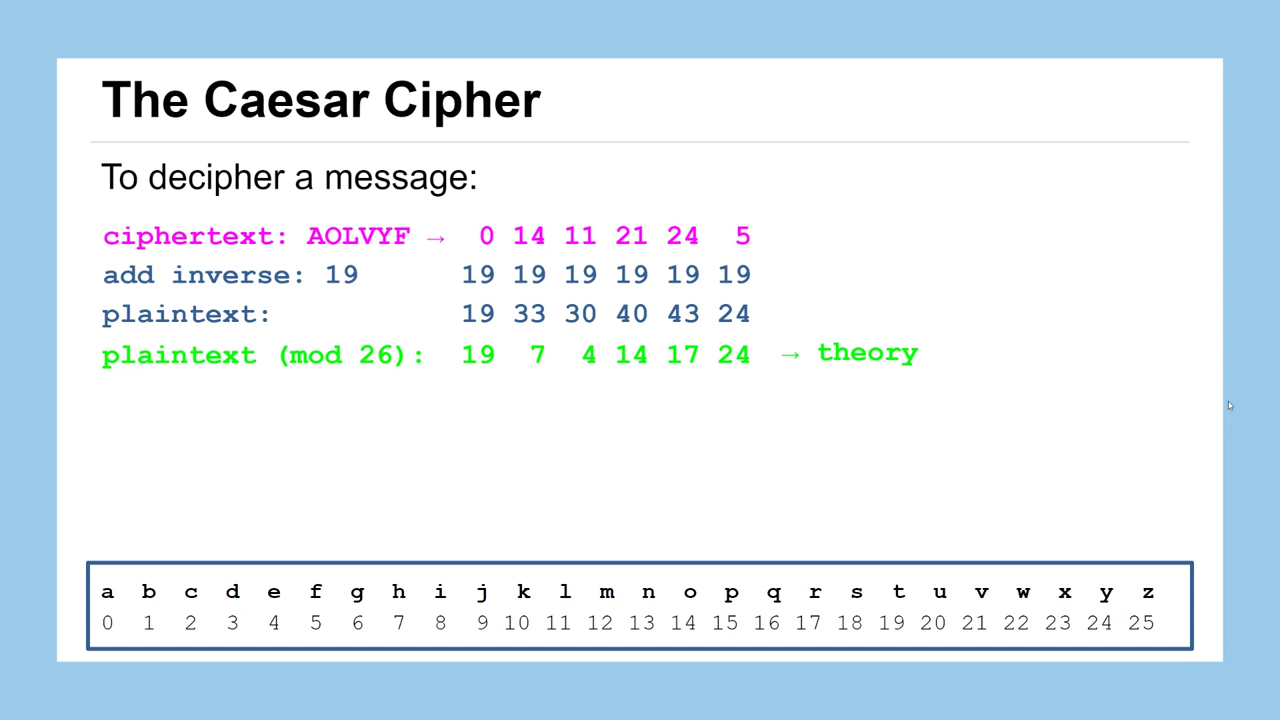 The Caesar Cipher
To decipher a message:
ciphertext: AOLVYF → 0 14 11 21 24 5
add inverse: 19 19 19 19 19 19 19
plaintext: 19 33 30 40 43 24
plaintext (mod 26): 19 7 4 14 17 24 → theory
a b c d e f g h i j k l m n o p q r s t u v w x y z
0 1 2 3 4 5 6 7 8 9 10 11 12 13 14 15 16 17 18 19 20 21 22 23 24 25